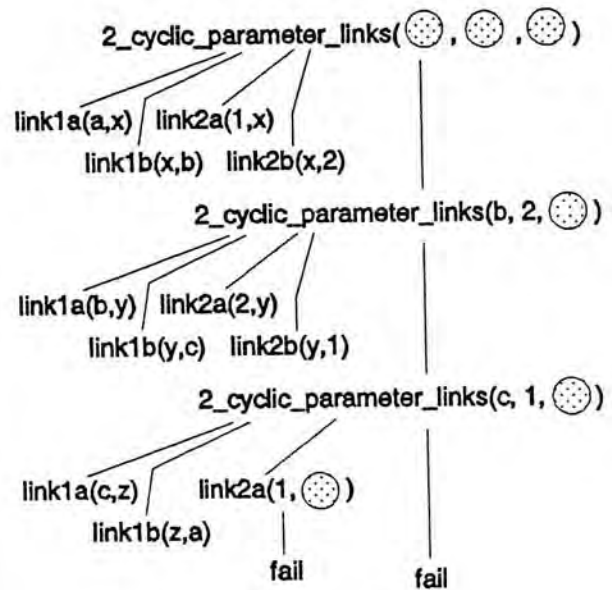 2_cyclic_parameter_links( , , )
link1a(a,x) link2a(1,x)
link1b(x,b) link2b(x,2)
2_cyclic_parameter_links(b, 2, )
link1a(b,y) link2a(2,y)
link1b(y,c) link2b(y,1)
2_cyclic_parameter_links(c, 1, )
link1a(c,z) link2a(1, )
link1b(z,a)
fail fail